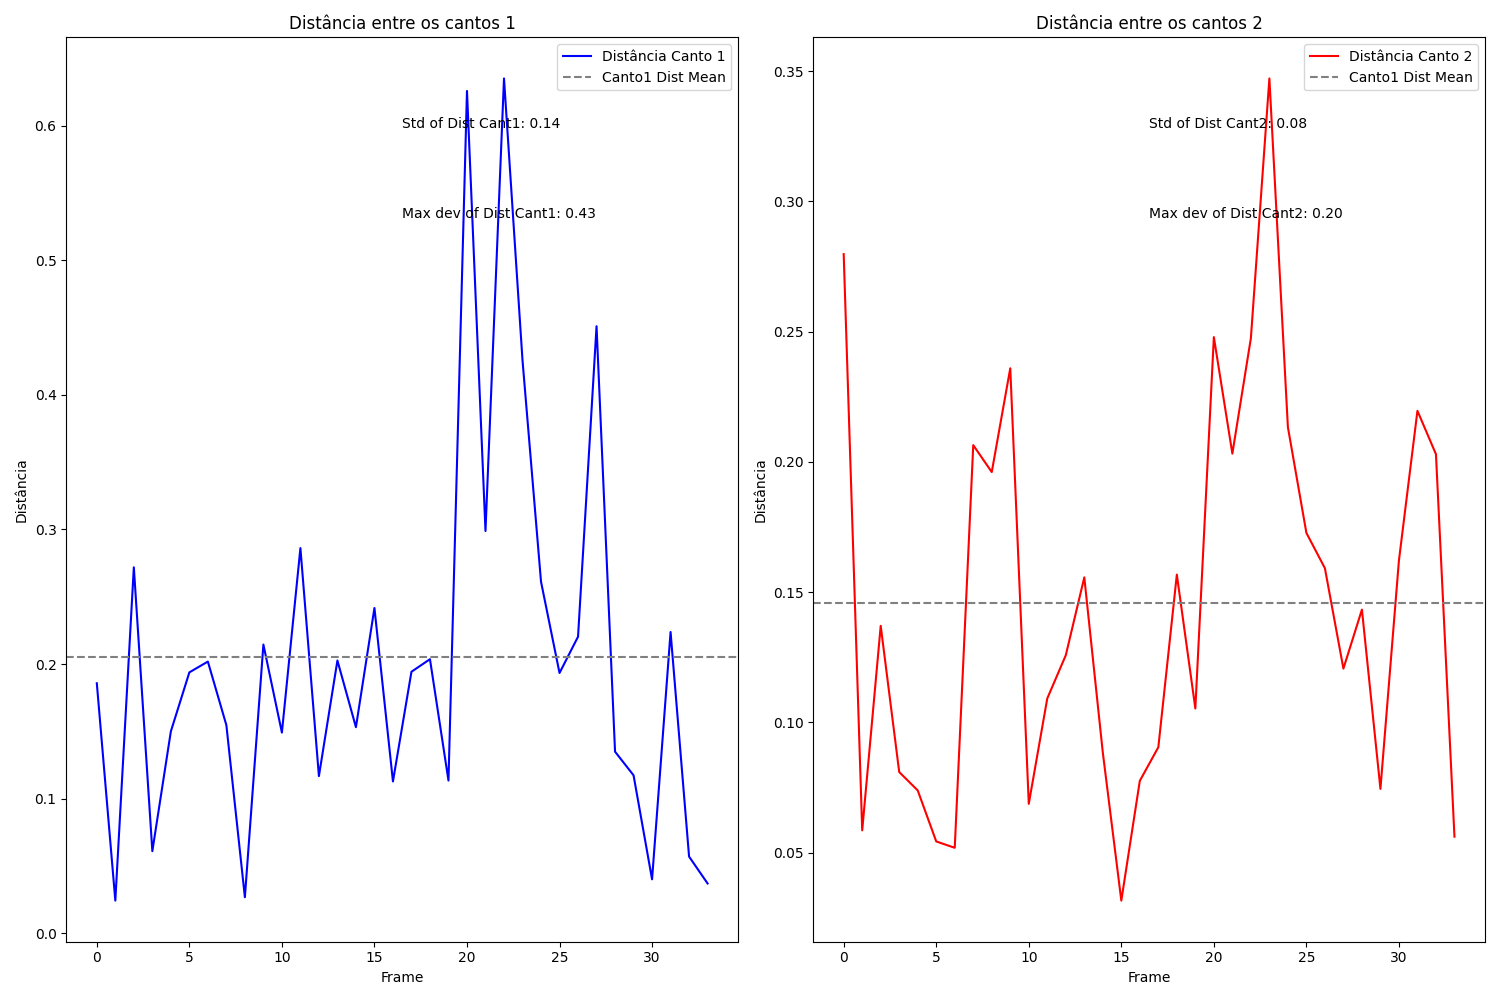 Distância entre os cantos 1
Distância Canto 1
Canto1 Dist Mean
Std of Dist Cant1: 0.14
Max dev of Dist Cant1: 0.43
0.6
0.5
0.4
0.3
0.2
0.1
0.0
Distância
0 5 10 15 20 25 30
Frame
Distância entre os cantos 2
Distância Canto 2
Canto1 Dist Mean
Std of Dist Cant2: 0.08
Max dev of Dist Cant2: 0.20
0.35
0.30
0.25
0.20
0.15
0.10
0.05
Distância
0 5 10 15 20 25 30
Frame